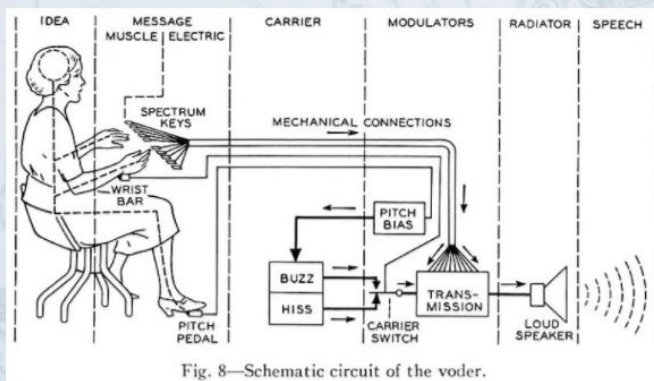 IDEA
MESSAGE
MUSCLE | ELECTRIC
CARRIER
MODULATORS
RADIATOR
SPEECH
SPECTRUM
KEYS
MECHANICAL CONNECTIONS
WRIST
BAR
PITCH
BIAS
BUZZ
HISS
TRANS-
MISSION
CARRIER
SWITCH
LOUD
SPEAKER
PITCH
PEDAL
Fig. 8—Schematic circuit of the voder.